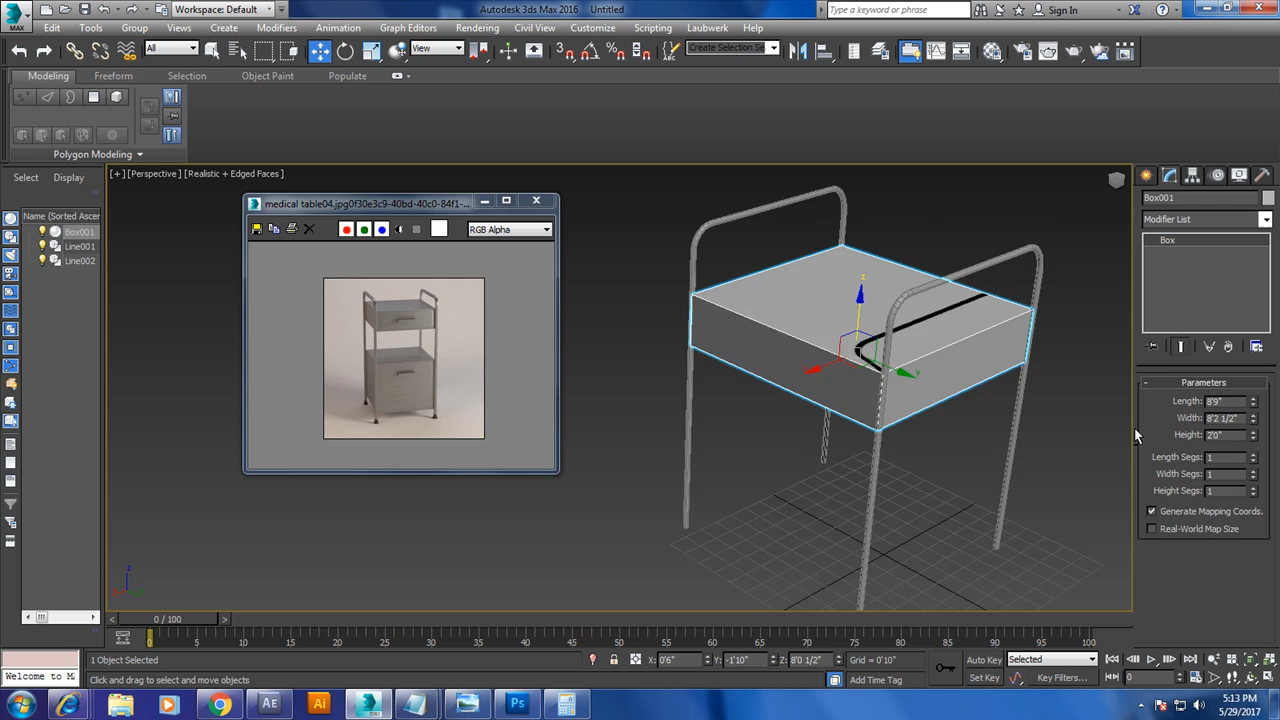 Workspace: Default
Autodesk 3ds Max 2016    Untitled
Type a keyword or phrase
Sign In
MAX
Edit Tools Group Views Create Modifiers Animation Graph Editors Rendering Civil View Customize Scripting Laubwerk Help
All
View
Create Selection Se
Modeling Freeform Selection Object Paint Populate
Polygon Modeling
Select Display
[+] [Perspective] [Realistic + Edged Faces]
Name (Sorted Ascen
Box001
Line001
Line002
medical table04.jpg0f30e3c9-40bd-40c0-84f1-...
RGB Alpha
z
y
Box001
Modifier List
Box
Parameters
Length: 8'9"
Width: 8'2 1/2"
Height: 2'0"
Length Segs: 1
Width Segs: 1
Height Segs: 1
Generate Mapping Coords.
Real-World Map Size
z
0 / 100
0 5 10 15 20 25 30 35 40 45 50 55 60 65 70 75 80 85 90 95 100
1 Object Selected
X: 0'6" Y: -1'10" Z: 8'0 1/2" Grid = 0'10"
Auto Key Selected
Welcome to M
Click and drag to select and move objects
Add Time Tag
Set Key Key Filters... 0
Ae Ai Ps
5:13 PM
5/29/2017